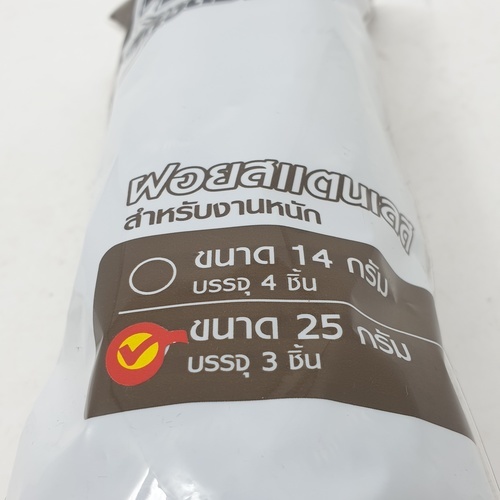 ฝอยสแตนเลส
สำหรับงานหนัก
ขนาด 14 กรัม
บรรจุ 4 ชิ้น
ขนาด 25 กรัม
บรรจุ 3 ชิ้น